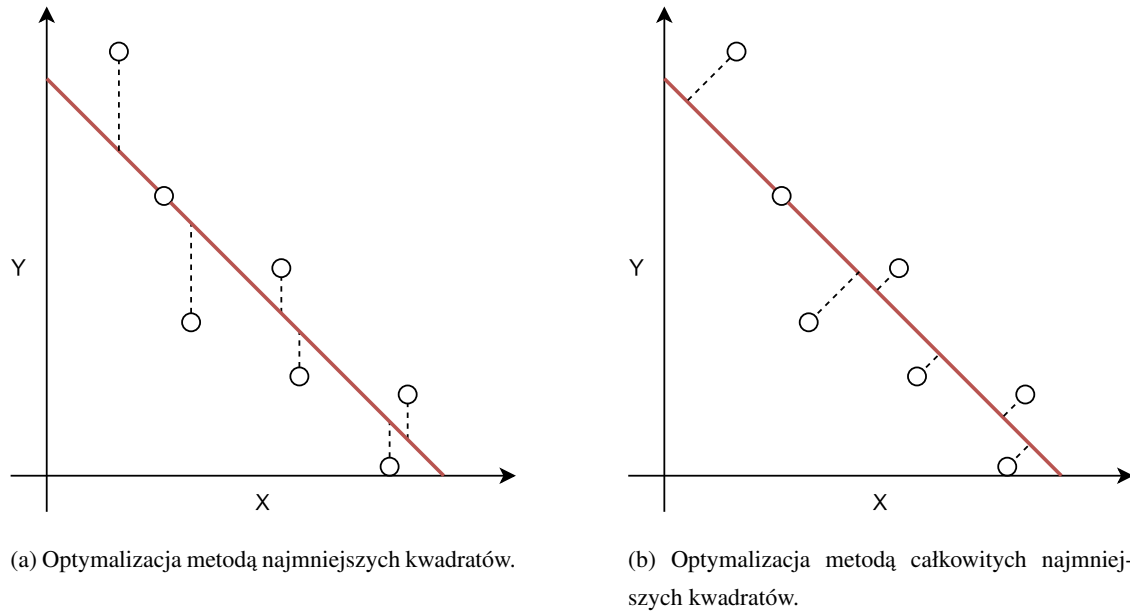 Y
X
(a) Optymalizacja metodą najmniejszych kwadratów.
Y
X
(b) Optymalizacja metodą całkowitych najmniej-
szych kwadratów.